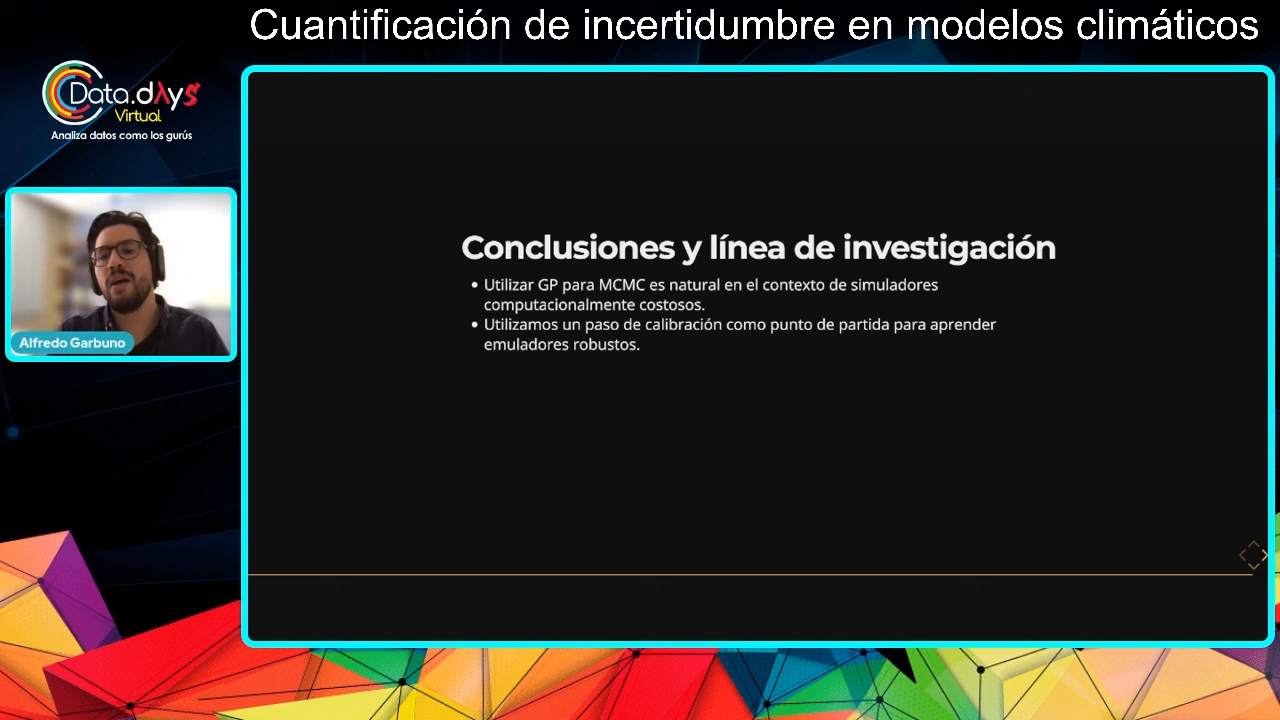 Cuantificación de incertidumbre en modelos climáticos
Data.dAys
Virtual
Analiza datos como los gurús
Alfredo Garbuno
Conclusiones y línea de investigación
• Utilizar GP para MCMC es natural en el contexto de simuladores
computacionalmente costosos.
• Utilizamos un paso de calibración como punto de partida para aprender
emuladores robustos.